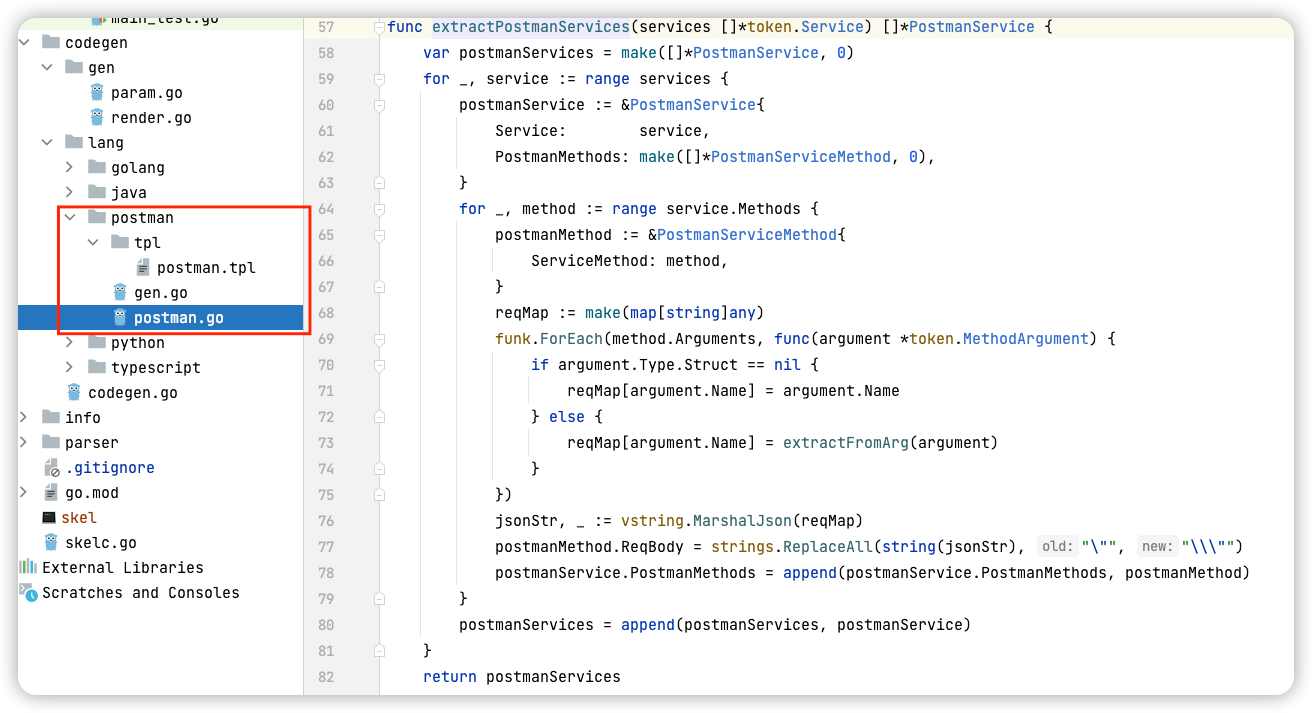 main_test.go
codegen
gen
param.go
render.go
lang
golang
java
postman
tpl
postman.tpl
gen.go
postman.go
python
typescript
codegen.go
info
parser
.gitignore
go.mod
skel
skelc.go
External Libraries
Scratches and Consoles
57 func extractPostmanServices(services []*token.Service) []*PostmanService {
58 var postmanServices = make([]*PostmanService, 0)
59 for _, service := range services {
60 postmanService := &PostmanService{
61 Service: service,
62 PostmanMethods: make([]*PostmanServiceMethod, 0),
63 }
64 for _, method := range service.Methods {
65 postmanMethod := &PostmanServiceMethod{
66 ServiceMethod: method,
67 }
68 reqMap := make(map[string]any)
69 funk.ForEach(method.Arguments, func(argument *token.MethodArgument) {
70 if argument.Type.Struct == nil {
71 reqMap[argument.Name] = argument.Name
72 } else {
73 reqMap[argument.Name] = extractFromArg(argument)
74 }
75 })
76 jsonStr, _ := vstring.MarshalJson(reqMap)
77 postmanMethod.ReqBody = strings.ReplaceAll(string(jsonStr), old: "\"", new: "\\\"")
78 postmanService.PostmanMethods = append(postmanService.PostmanMethods, postmanMethod)
79 }
80 postmanServices = append(postmanServices, postmanService)
81 }
82 return postmanServices